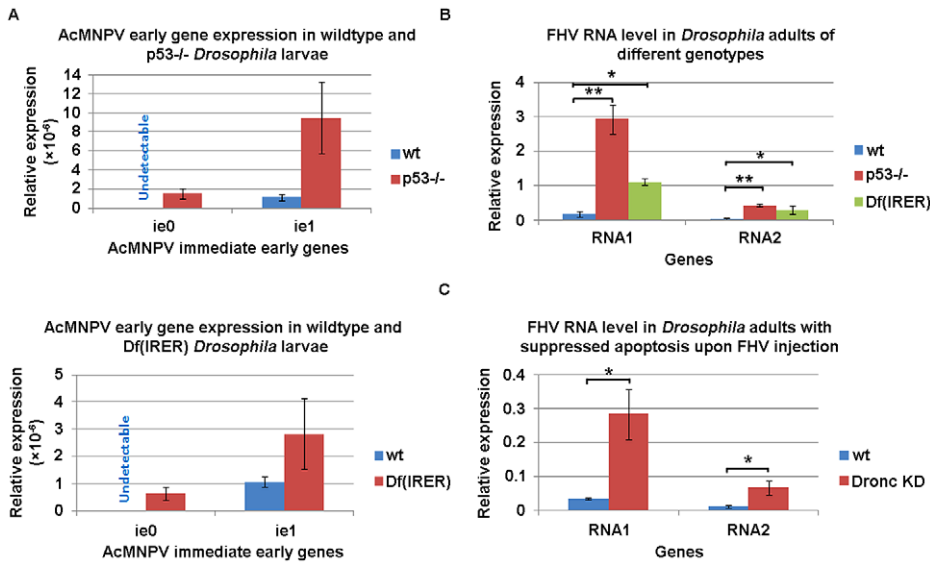 A
AcMNPV early gene expression in wildtype and
p53-/- Drosophila larvae
Relative expression
(×10⁻⁶)
14
12
10
8
6
4
2
0
Undetectable
ie0
ie1
AcMNPV immediate early genes
wt
p53-/-
B
FHV RNA level in Drosophila adults of
different genotypes
Relative expression
4
3
2
1
0
*
**
*
**
RNA1
RNA2
Genes
wt
p53-/-
Df(IRER)
AcMNPV early gene expression in wildtype and
Df(IRER) Drosophila larvae
Relative expression
(×10⁻⁶)
5
4
3
2
1
0
Undetectable
ie0
ie1
AcMNPV immediate early genes
wt
Df(IRER)
C
FHV RNA level in Drosophila adults with
suppressed apoptosis upon FHV injection
Relative expression
0.4
0.3
0.2
0.1
0
*
*
RNA1
RNA2
Genes
wt
Dronc KD